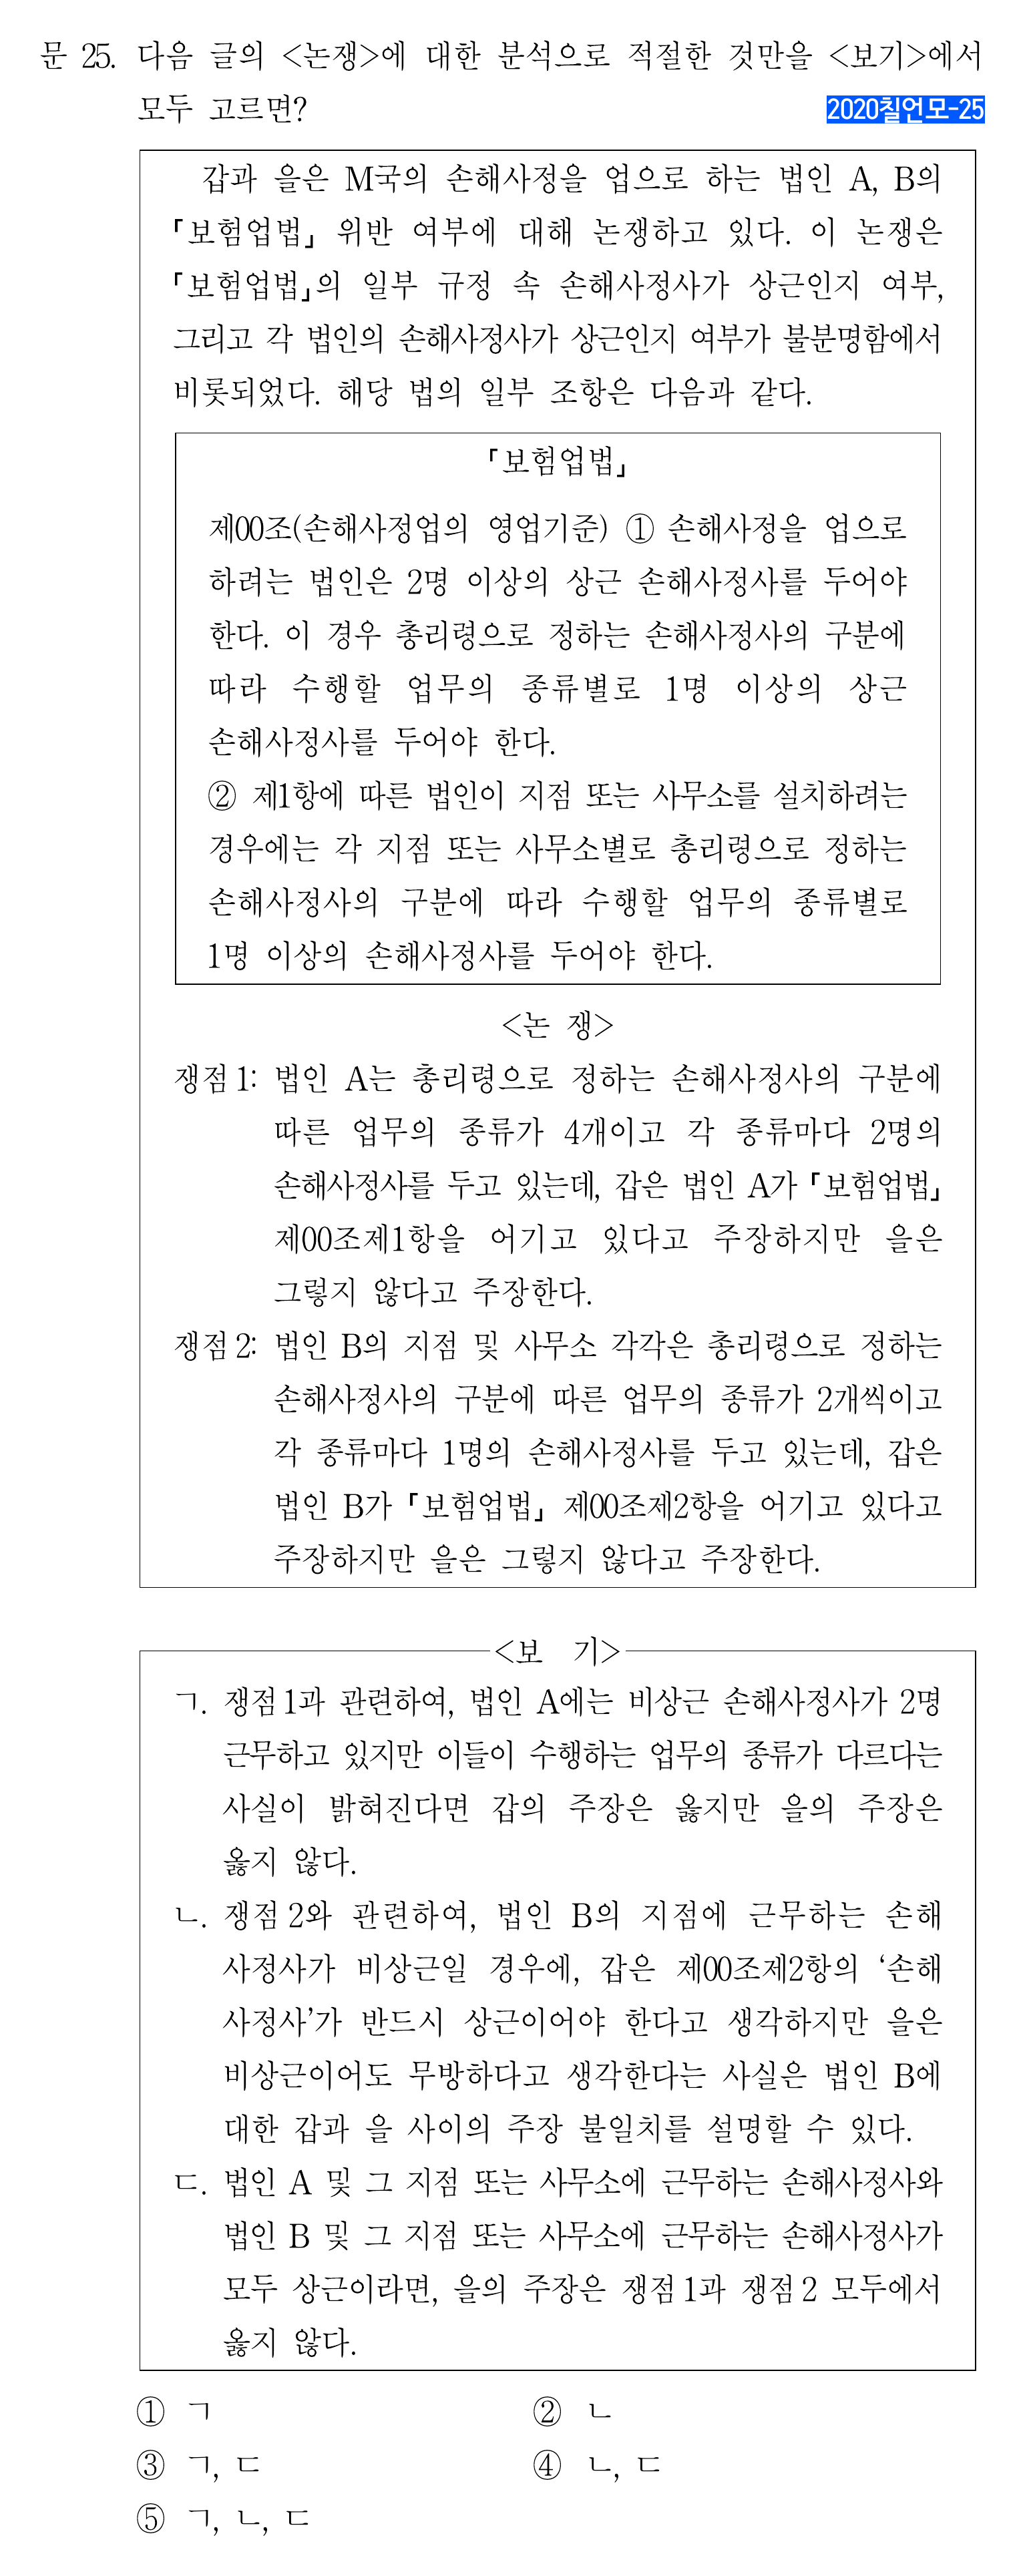 문 25. 다음 글의 <논쟁>에 대한 분석으로 적절한 것만을 <보기>에서
모두 고르면?
2020칠언모-25
갑과 을은 M국의 손해사정을 업으로 하는 법인 A, B의
「보험업법」 위반 여부에 대해 논쟁하고 있다. 이 논쟁은
「보험업법」의 일부 규정 속 손해사정사가 상근인지 여부,
그리고 각 법인의 손해사정사가 상근인지 여부가 불분명함에서
비롯되었다. 해당 법의 일부 조항은 다음과 같다.
「보험업법」
제00조(손해사정업의 영업기준) ① 손해사정을 업으로
하려는 법인은 2명 이상의 상근 손해사정사를 두어야
한다. 이 경우 총리령으로 정하는 손해사정사의 구분에
따라 수행할 업무의 종류별로 1명 이상의 상근
손해사정사를 두어야 한다.
② 제1항에 따른 법인이 지점 또는 사무소를 설치하려는
경우에는 각 지점 또는 사무소별로 총리령으로 정하는
손해사정사의 구분에 따라 수행할 업무의 종류별로
1명 이상의 손해사정사를 두어야 한다.
<논 쟁>
쟁점 1: 법인 A는 총리령으로 정하는 손해사정사의 구분에
따른 업무의 종류가 4개이고 각 종류마다 2명의
손해사정사를 두고 있는데, 갑은 법인 A가 「보험업법」
제00조제1항을 어기고 있다고 주장하지만 을은
그렇지 않다고 주장한다.
쟁점 2: 법인 B의 지점 및 사무소 각각은 총리령으로 정하는
손해사정사의 구분에 따른 업무의 종류가 2개씩이고
각 종류마다 1명의 손해사정사를 두고 있는데, 갑은
법인 B가 「보험업법」 제00조제2항을 어기고 있다고
주장하지만 을은 그렇지 않다고 주장한다.
<보 기>
ㄱ. 쟁점 1과 관련하여, 법인 A에는 비상근 손해사정사가 2명
근무하고 있지만 이들이 수행하는 업무의 종류가 다르다는
사실이 밝혀진다면 갑의 주장은 옳지만 을의 주장은
옳지 않다.
ㄴ. 쟁점 2와 관련하여, 법인 B의 지점에 근무하는 손해
사정사가 비상근일 경우에, 갑은 제00조제2항의 ‘손해
사정사’가 반드시 상근이어야 한다고 생각하지만 을은
비상근이어도 무방하다고 생각한다는 사실은 법인 B에
대한 갑과 을 사이의 주장 불일치를 설명할 수 있다.
ㄷ. 법인 A 및 그 지점 또는 사무소에 근무하는 손해사정사와
법인 B 및 그 지점 또는 사무소에 근무하는 손해사정사가
모두 상근이라면, 을의 주장은 쟁점 1과 쟁점 2 모두에서
옳지 않다.
① ㄱ
② ㄴ
③ ㄱ, ㄷ
④ ㄴ, ㄷ
⑤ ㄱ, ㄴ, ㄷ